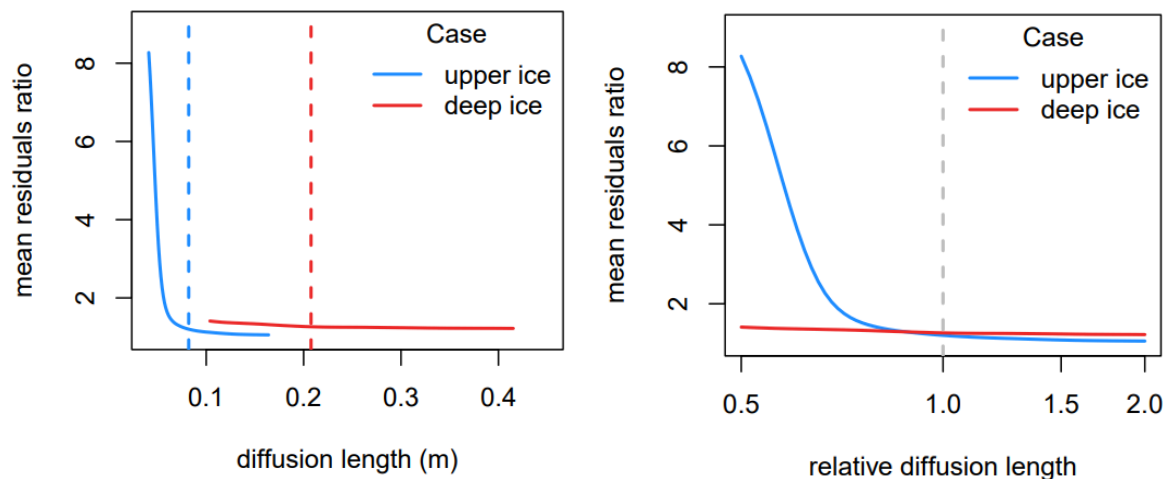 mean residuals ratio
8
6
4
2
Case
upper ice
deep ice
0.1 0.2 0.3 0.4
diffusion length (m)
mean residuals ratio
8
6
4
2
Case
upper ice
deep ice
0.5 1.0 1.5 2.0
relative diffusion length